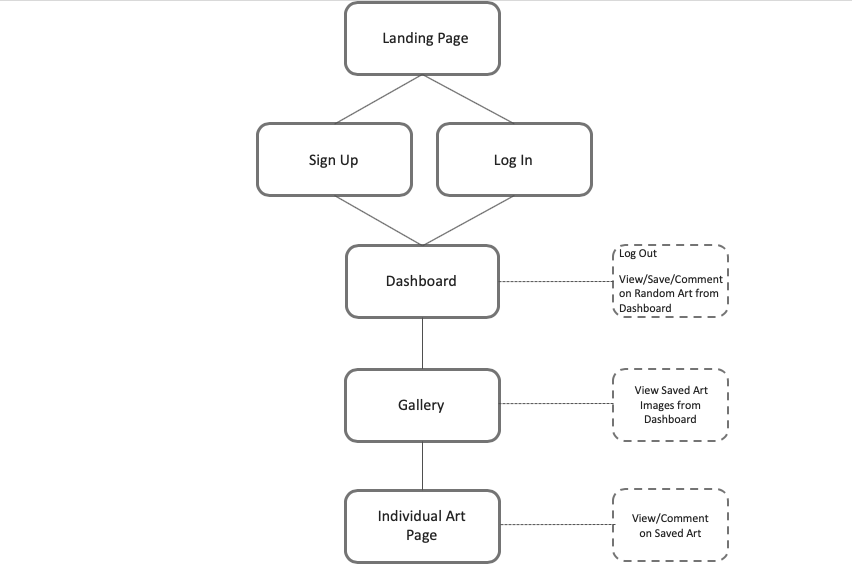 Landing Page
Sign Up
Log In
Dashboard
Log Out
View/Save/Comment
on Random Art from
Dashboard
Gallery
View Saved Art
Images from
Dashboard
Individual Art
Page
View/Comment
on Saved Art